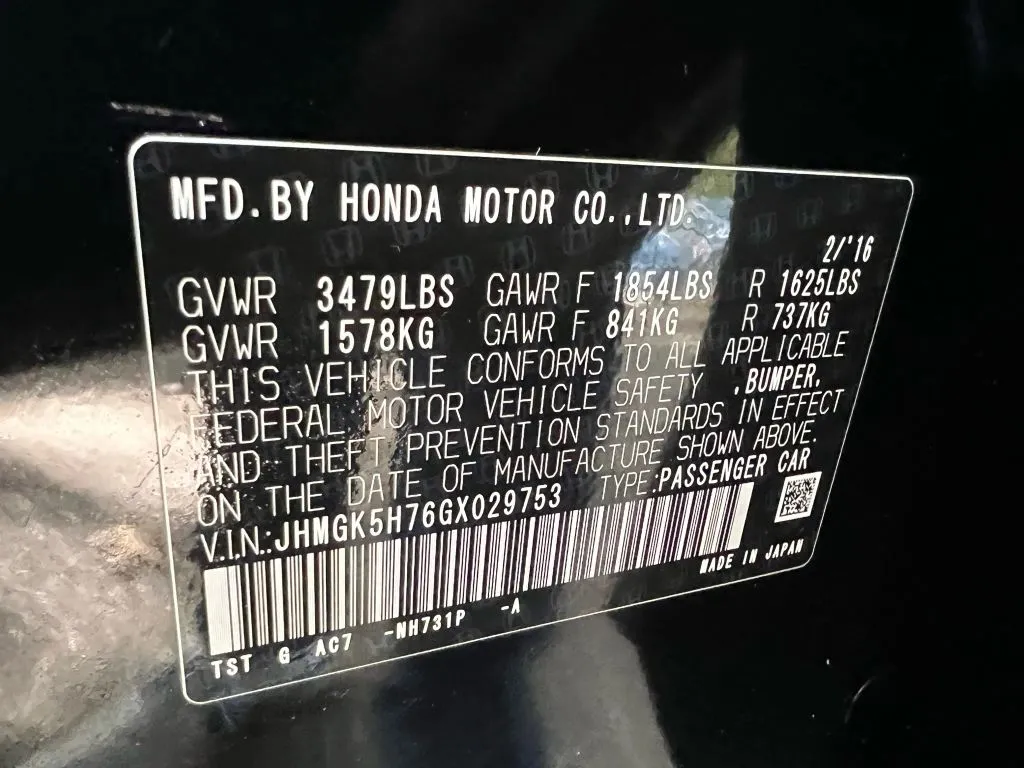 MFD. BY HONDA MOTOR CO., LTD.
2/'16
GVWR 3479LBS GAWR F 1854LBS R 1625LBS
GVWR 1578KG GAWR F 841KG R 737KG
THIS VEHICLE CONFORMS TO ALL APPLICABLE
FEDERAL MOTOR VEHICLE SAFETY ,BUMPER,
AND THEFT PREVENTION STANDARDS IN EFFECT
ON THE DATE OF MANUFACTURE SHOWN ABOVE.
V.I.N.:JHMGK5H76GX029753 TYPE:PASSENGER CAR
MADE IN JAPAN
TST G AC7 -NH731P -A